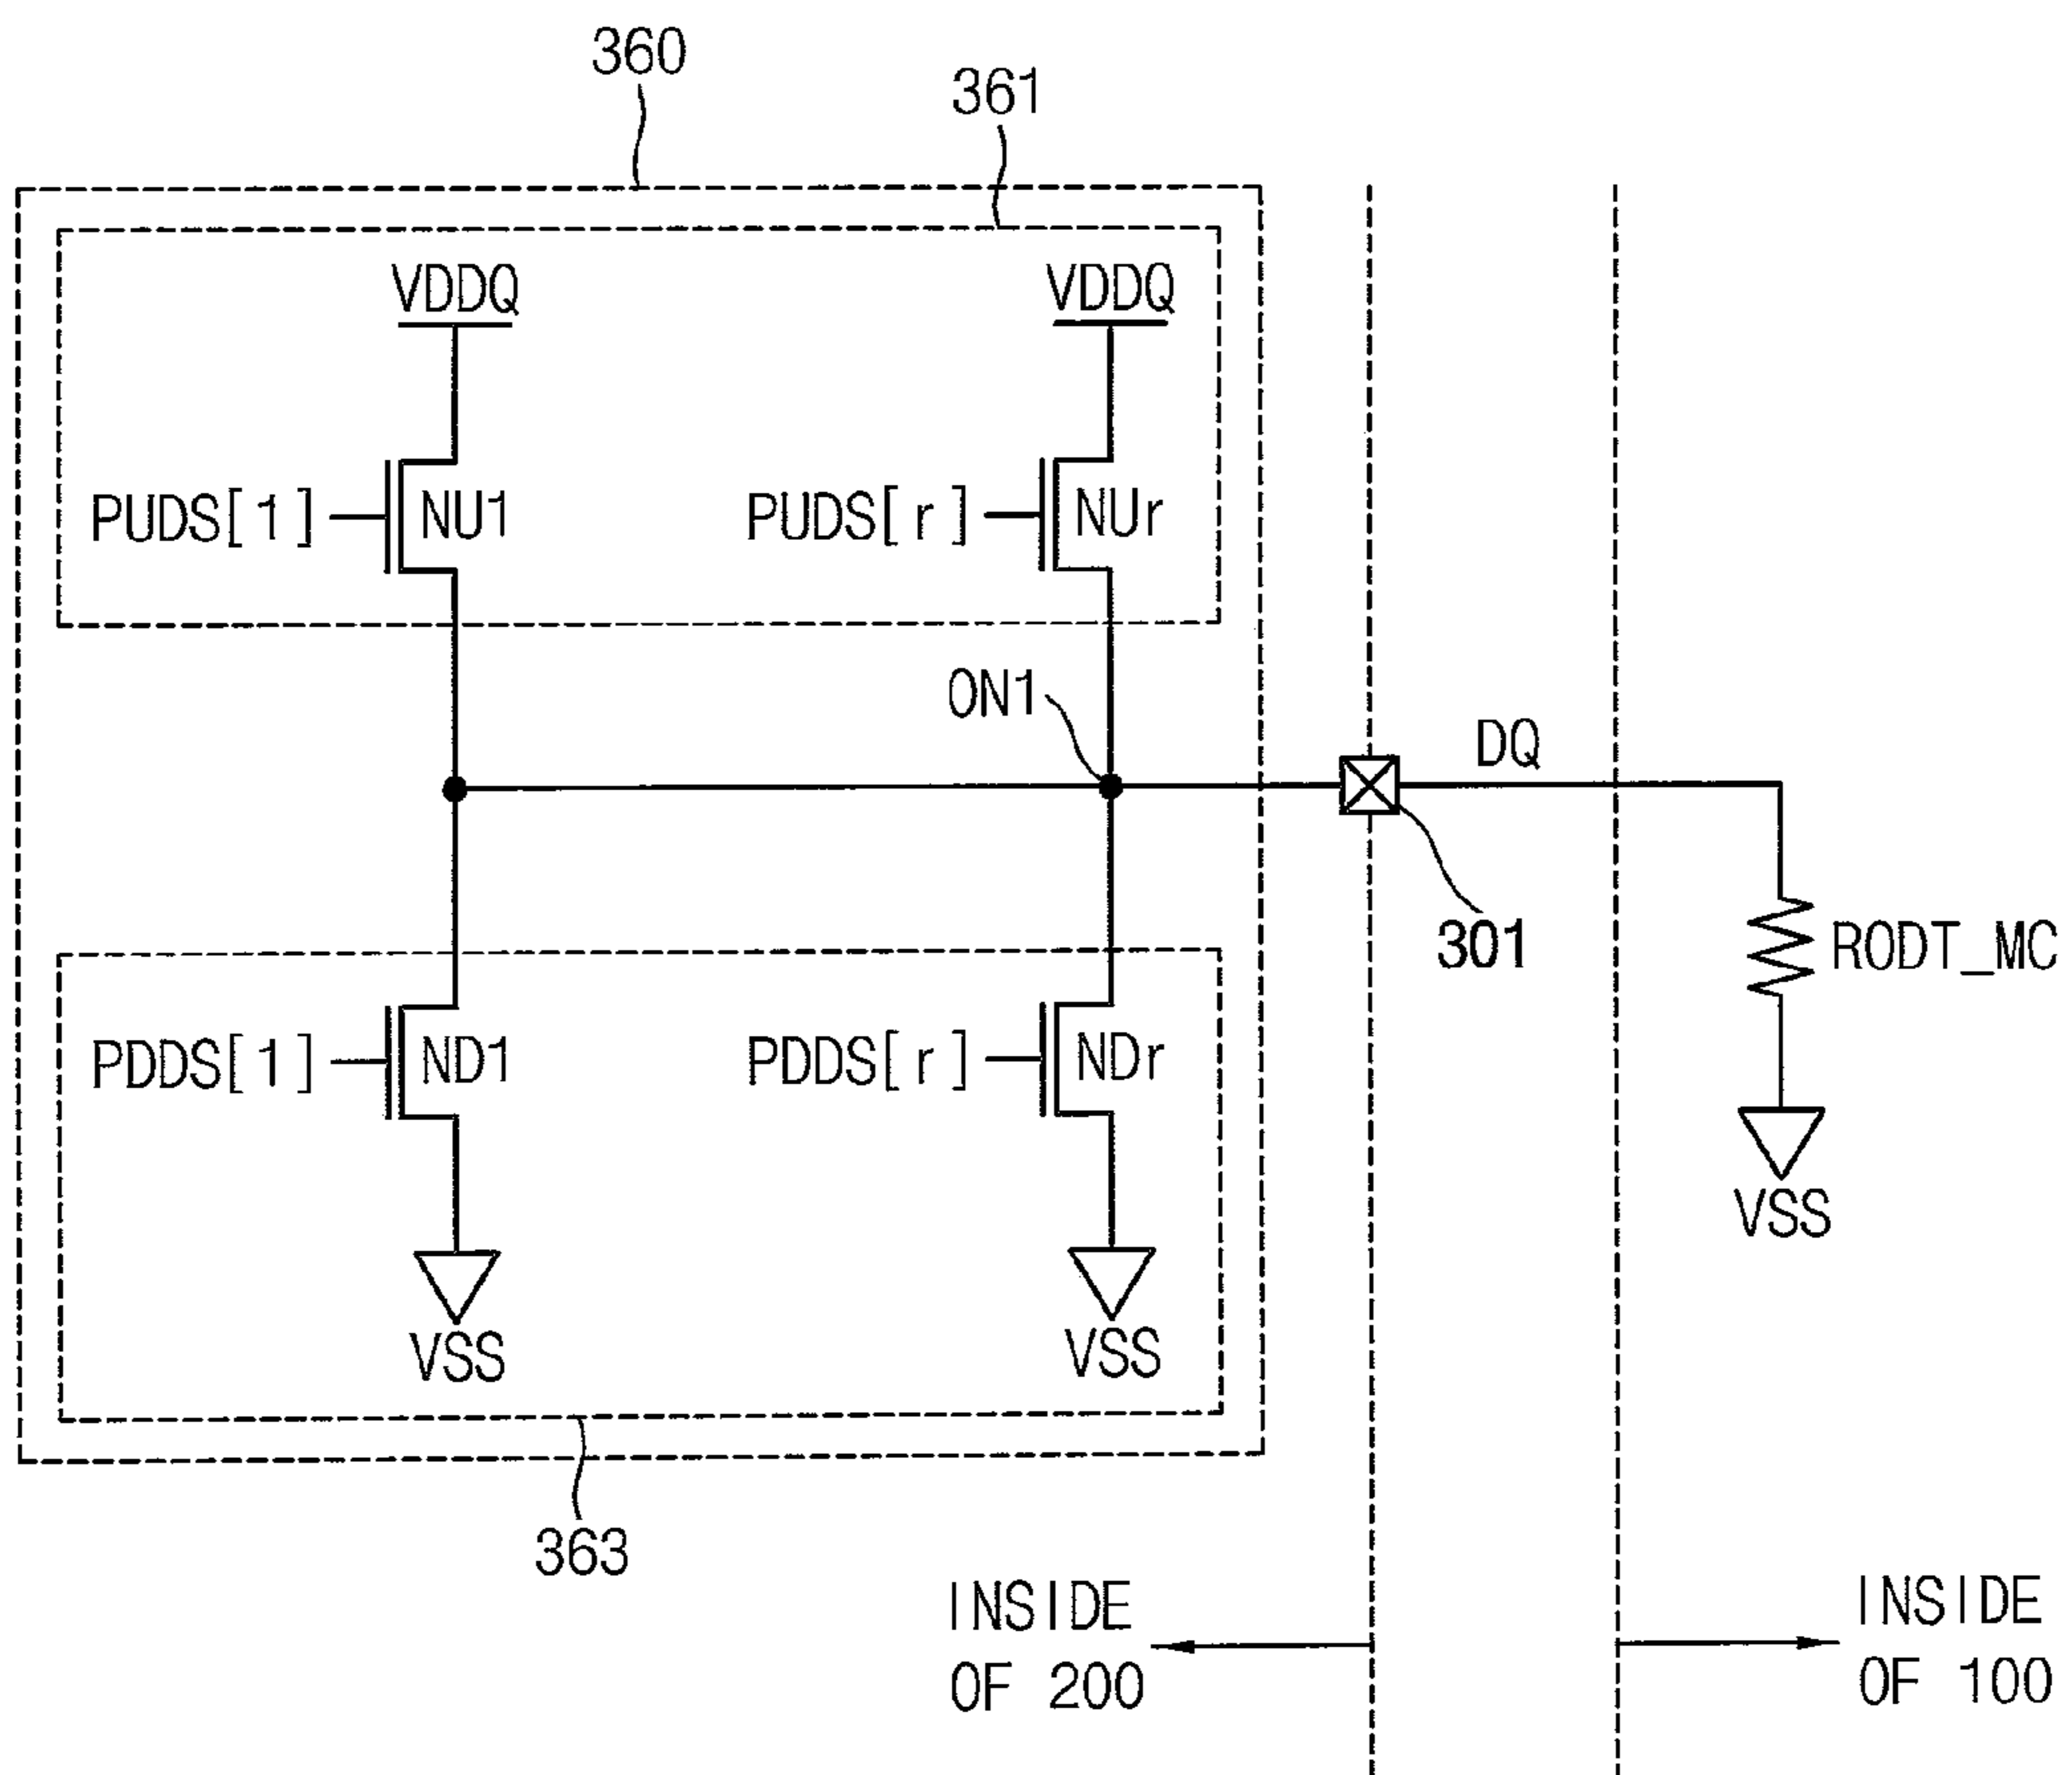 360
361
VDDQ
VDDQ
PUDS[1]
NU1
PUDS[r]
NUr
ON1
DQ
301
RODT_MC
PDDS[1]
ND1
PDDS[r]
NDr
VSS
VSS
VSS
363
INSIDE
OF 200
INSIDE
OF 100